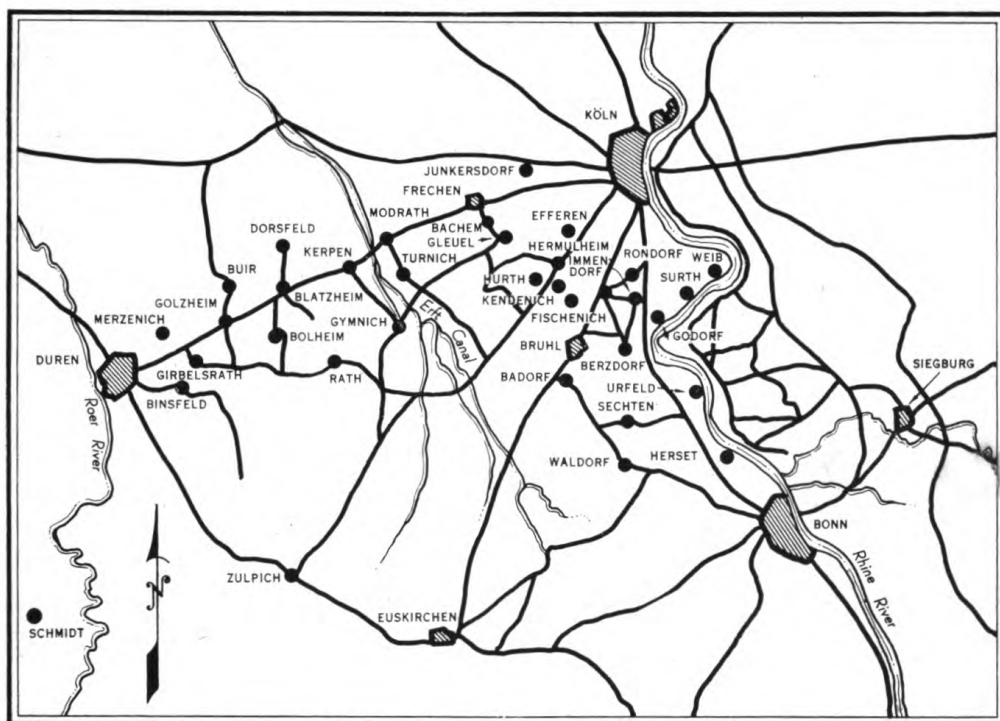 KÖLN
JUNKERSDORF
FRECHEN
MODRATH
EFFEREN
BACHEM
GLEUEL
DORSFELD
HERMULHEIM
RONDORF
KERPEN
TURNICH
IMMEN-
DORF
WEIB
BUIR
HURTH
SURTH
BLATZHEIM
KENDENICH
GOLZHEIM
Erft Canal
FISCHENICH
MERZENICH
GYMNICH
BOLHEIM
GODORF
BRUHL
DUREN
BERZDORF
GIRBELSRATH
RATH
BADORF
SIEGBURG
BINSFELD
URFELD
Roer River
SECHTEN
WALDORF
HERSET
BONN
N
Rhine River
ZULPICH
EUSKIRCHEN
SCHMIDT